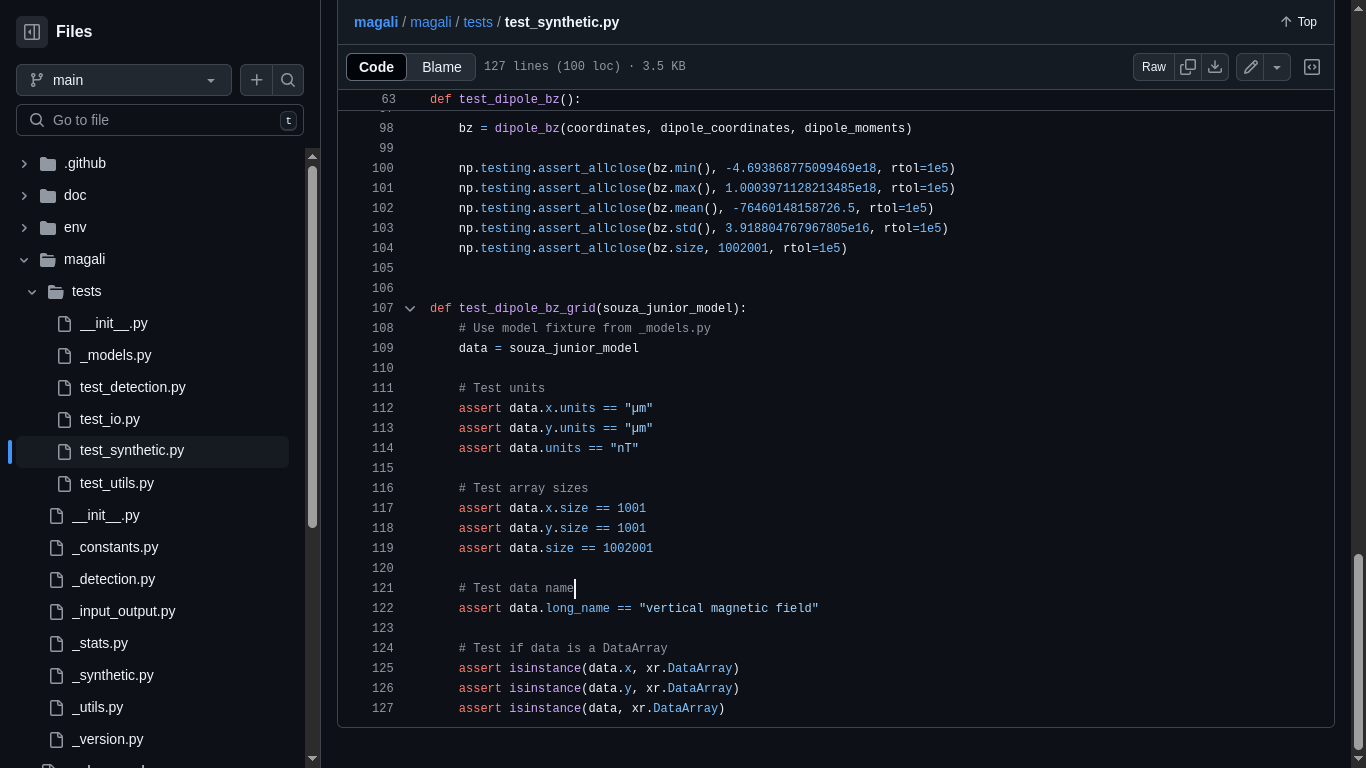 Files
main
Go to file
t
.github
doc
env
magali
tests
__init__.py
_models.py
test_detection.py
test_io.py
test_synthetic.py
test_utils.py
__init__.py
_constants.py
_detection.py
_input_output.py
_stats.py
_synthetic.py
_utils.py
_version.py
magali / magali / tests / test_synthetic.py
Top
Code Blame 127 lines (100 loc) · 3.5 KB
Raw
63 def test_dipole_bz():
98 bz = dipole_bz(coordinates, dipole_coordinates, dipole_moments)
99
100 np.testing.assert_allclose(bz.min(), -4.693868775099469e18, rtol=1e5)
101 np.testing.assert_allclose(bz.max(), 1.0003971128213485e18, rtol=1e5)
102 np.testing.assert_allclose(bz.mean(), -76460148158726.5, rtol=1e5)
103 np.testing.assert_allclose(bz.std(), 3.918804767967805e16, rtol=1e5)
104 np.testing.assert_allclose(bz.size, 1002001, rtol=1e5)
105
106
107 def test_dipole_bz_grid(souza_junior_model):
108 # Use model fixture from _models.py
109 data = souza_junior_model
110
111 # Test units
112 assert data.x.units == "µm"
113 assert data.y.units == "µm"
114 assert data.units == "nT"
115
116 # Test array sizes
117 assert data.x.size == 1001
118 assert data.y.size == 1001
119 assert data.size == 1002001
120
121 # Test data name
122 assert data.long_name == "vertical magnetic field"
123
124 # Test if data is a DataArray
125 assert isinstance(data.x, xr.DataArray)
126 assert isinstance(data.y, xr.DataArray)
127 assert isinstance(data, xr.DataArray)